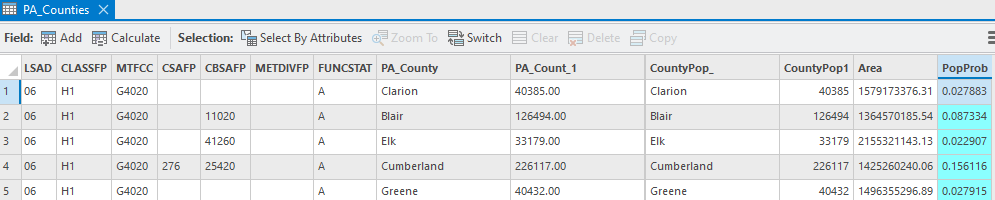 PA_Counties
Field: Add Calculate Selection: Select By Attributes Zoom To Switch Clear Delete Copy
LSAD CLASSFP MTFCC CSAFP CBSAFP METDIVFP FUNCSTAT PA_County PA_Count_1 CountyPop_ CountyPop1 Area PopProb
1 06 H1 G4020 A Clarion 40385.00 Clarion 40385 1579173376.31 0.027883
2 06 H1 G4020 11020 A Blair 126494.00 Blair 126494 1364570185.54 0.087334
3 06 H1 G4020 41260 A Elk 33179.00 Elk 33179 2155321143.13 0.022907
4 06 H1 G4020 276 25420 A Cumberland 226117.00 Cumberland 226117 1425260240.06 0.156116
5 06 H1 G4020 A Greene 40432.00 Greene 40432 1496355296.89 0.027915